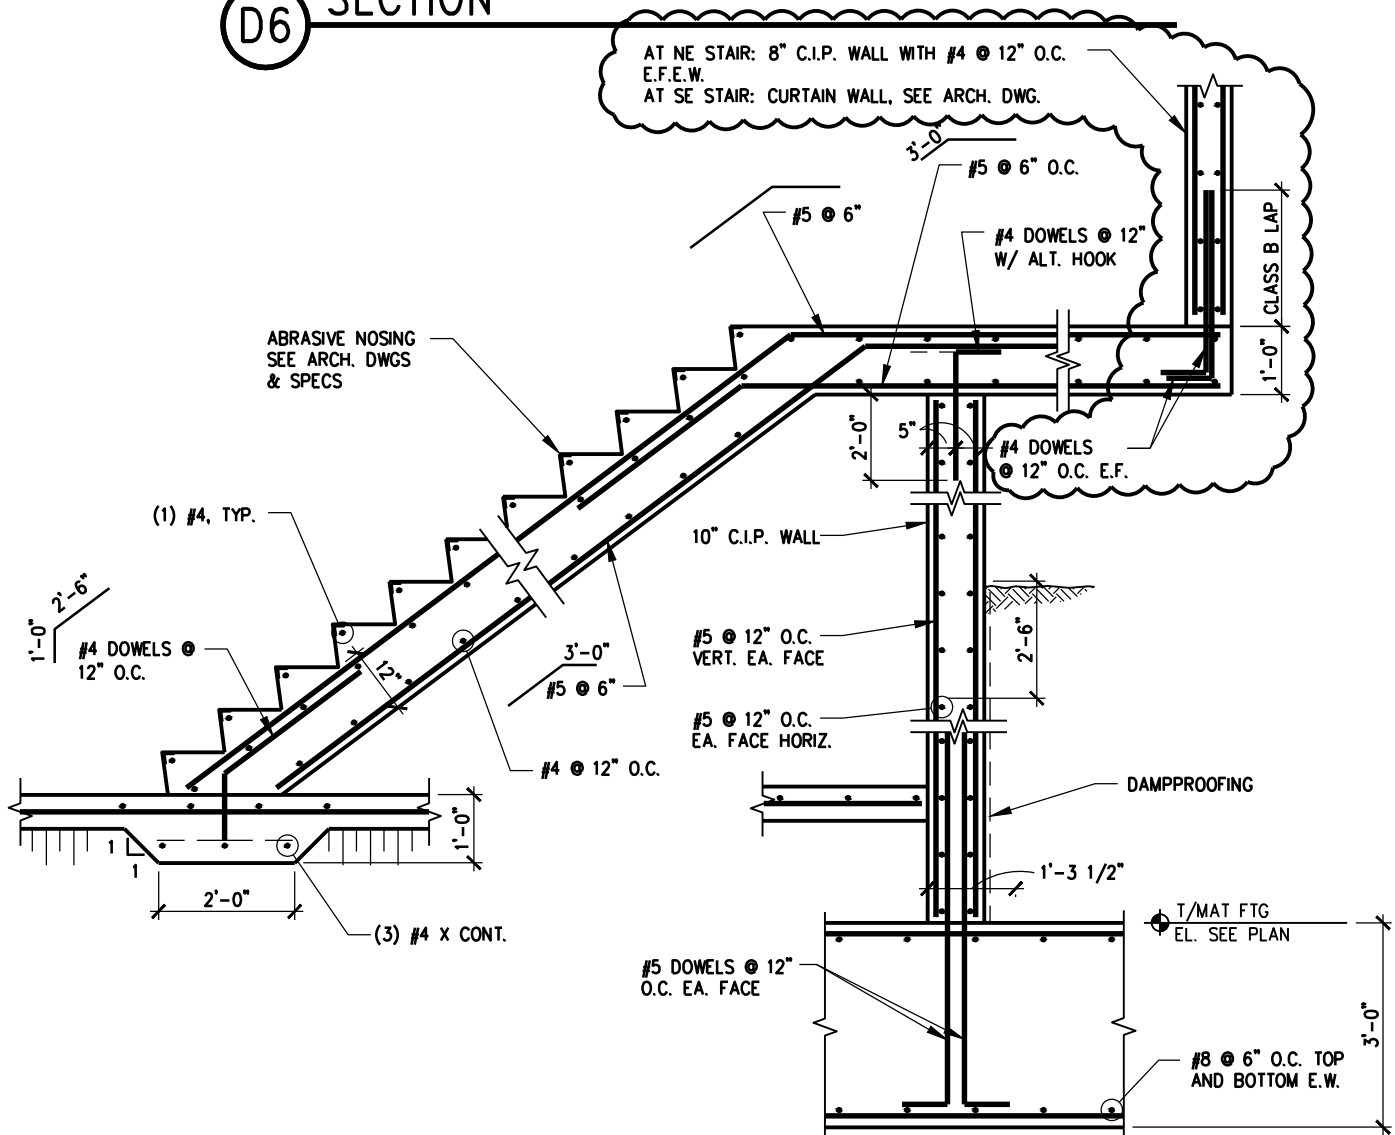 SECTION
D6
AT NE STAIR: 8" C.I.P. WALL WITH #4 @ 12" O.C.
E.F.E.W.
AT SE STAIR: CURTAIN WALL, SEE ARCH. DWG.
3'-0"
#5 @ 6" O.C.
#5 @ 6"
#4 DOWELS @ 12"
W/ ALT. HOOK
CLASS B LAP
1'-0"
ABRASIVE NOSING
SEE ARCH. DWGS
& SPECS
2'-0"
5"
#4 DOWELS
@ 12" O.C. E.F.
(1) #4, TYP.
10" C.I.P. WALL
2'-6"
1'-0"
#4 DOWELS @
12" O.C.
12"
3'-0"
#5 @ 6"
#5 @ 12" O.C.
VERT. EA. FACE
2'-6"
#5 @ 12" O.C.
EA. FACE HORIZ.
#4 @ 12" O.C.
DAMPPROOFING
1'-0"
1
1
2'-0"
1'-3 1/2"
(3) #4 X CONT.
T/MAT FTG
EL. SEE PLAN
#5 DOWELS @ 12"
O.C. EA. FACE
3'-0"
#8 @ 6" O.C. TOP
AND BOTTOM E.W.